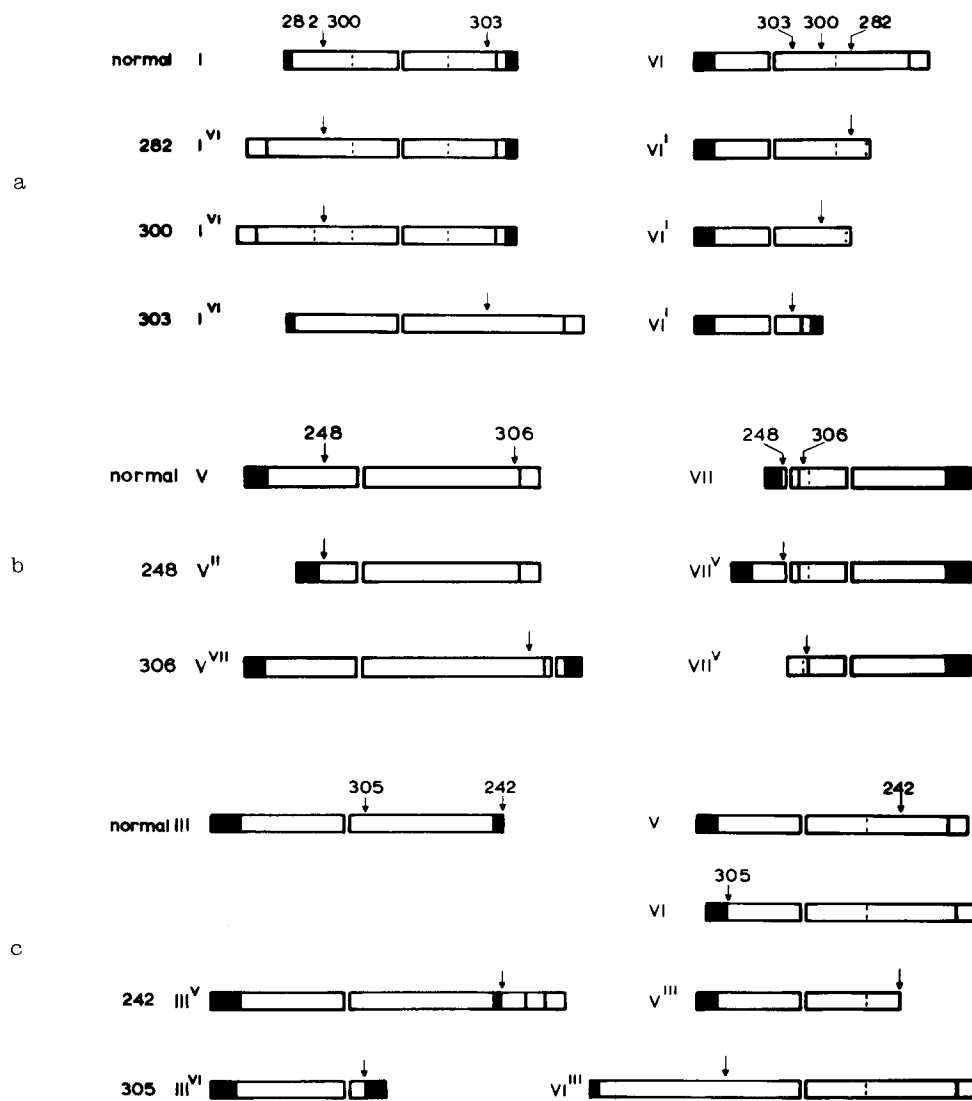 282 300 303 303 300 282
normal I VI
282 I^VI VI^I
a
300 I^VI VI^I
303 I^VI VI^I
248 306 248 306
normal V VII
b
248 V^II VII^V
306 V^VII VII^V
305 242 242
normal III V
305
VI
c
242 III^V V^III
305 III^VI VI^III